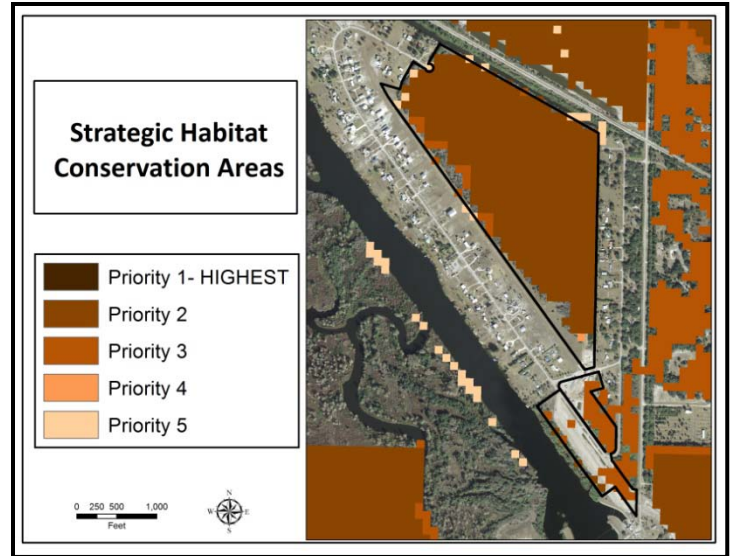 Strategic Habitat
Conservation Areas
Priority 1- HIGHEST
Priority 2
Priority 3
Priority 4
Priority 5
0 250 500 1,000
Feet
N
W E
S